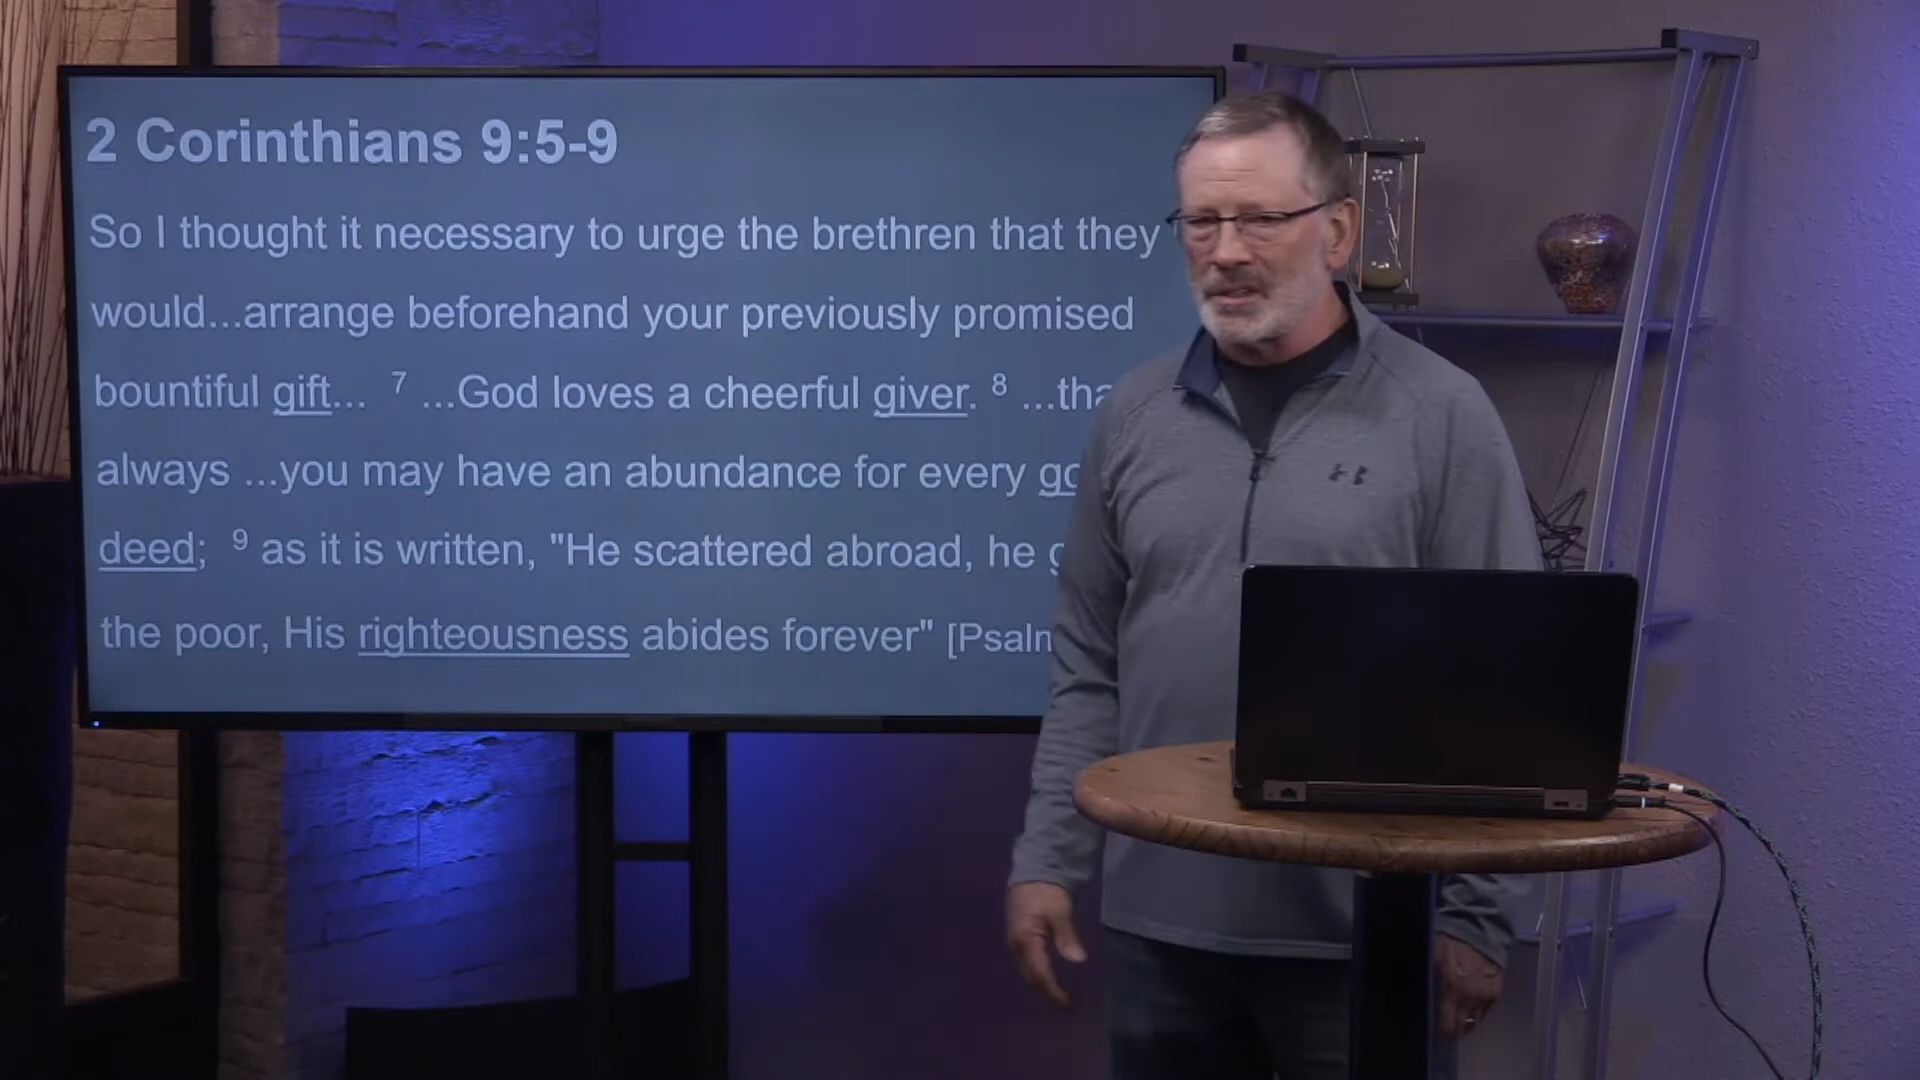 2 Corinthians 9:5-9
So I thought it necessary to urge the brethren that they
would...arrange beforehand your previously promised
bountiful gift... 7 ...God loves a cheerful giver. 8 ...
always ...you may have an abundance for every
deed; 9 as it is written, "He scattered abroad, he
the poor, His righteousness abides forever" [